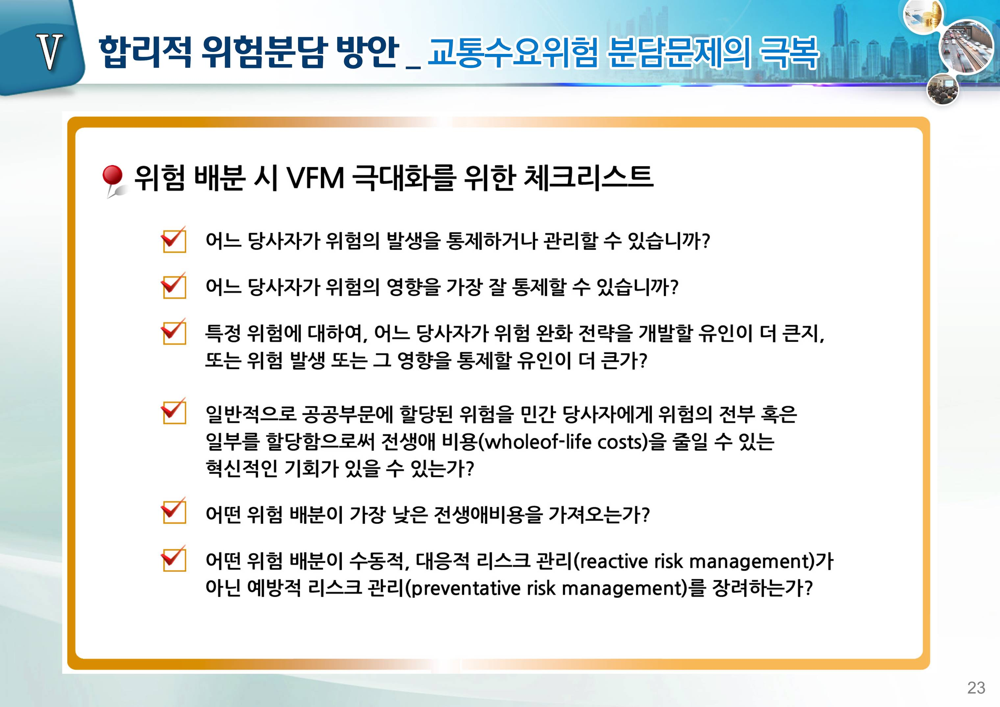 V
합리적 위험분담 방안 _ 교통수요위험 분담문제의 극복
위험 배분 시 VFM 극대화를 위한 체크리스트
어느 당사자가 위험의 발생을 통제하거나 관리할 수 있습니까?
어느 당사자가 위험의 영향을 가장 잘 통제할 수 있습니까?
특정 위험에 대하여, 어느 당사자가 위험 완화 전략을 개발할 유인이 더 큰지,
또는 위험 발생 또는 그 영향을 통제할 유인이 더 큰가?
일반적으로 공공부문에 할당된 위험을 민간 당사자에게 위험의 전부 혹은
일부를 할당함으로써 전생애 비용(wholeof-life costs)을 줄일 수 있는
혁신적인 기회가 있을 수 있는가?
어떤 위험 배분이 가장 낮은 전생애비용을 가져오는가?
어떤 위험 배분이 수동적, 대응적 리스크 관리(reactive risk management)가
아닌 예방적 리스크 관리(preventative risk management)를 장려하는가?
23